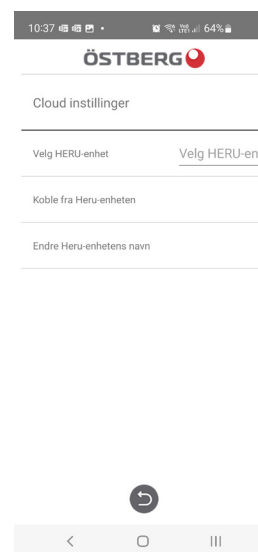 10:37 64%
ÖSTBERG
Cloud instillinger
Velg HERU-enhet Velg HERU-en
Koble fra Heru-enheten
Endre Heru-enhetens navn